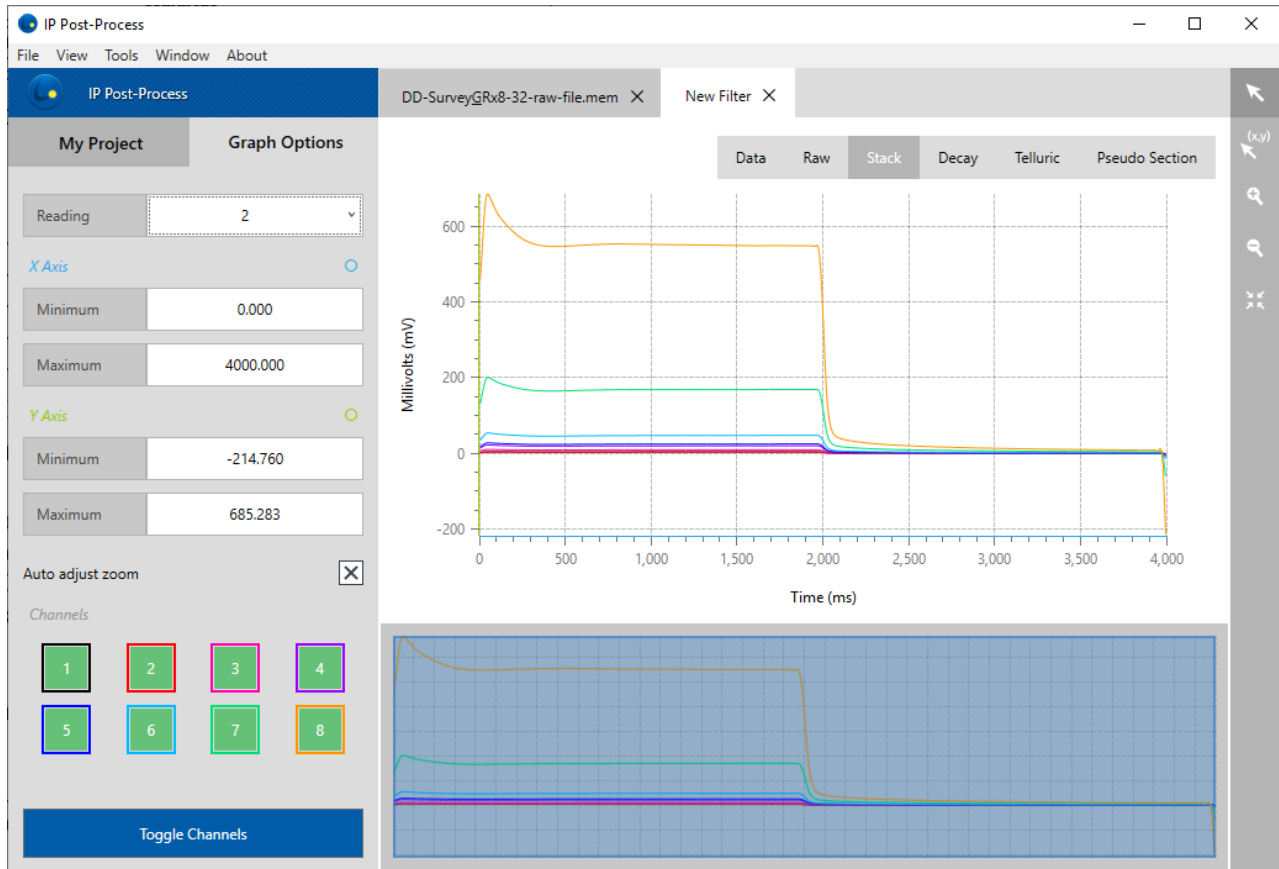 IP Post-Process
File View Tools Window About
IP Post-Process
DD-SurveyGRx8-32-raw-file.mem
New Filter
(x,y)
My Project
Graph Options
Data Raw Stack Decay Telluric Pseudo Section
Reading 2
X Axis
Minimum 0.000
Maximum 4000.000
Y Axis
Minimum -214.760
Maximum 685.283
Auto adjust zoom
Channels
1 2 3 4
5 6 7 8
Toggle Channels
Millivolts (mV)
600
400
200
0
-200
0 500 1,000 1,500 2,000 2,500 3,000 3,500 4,000
Time (ms)